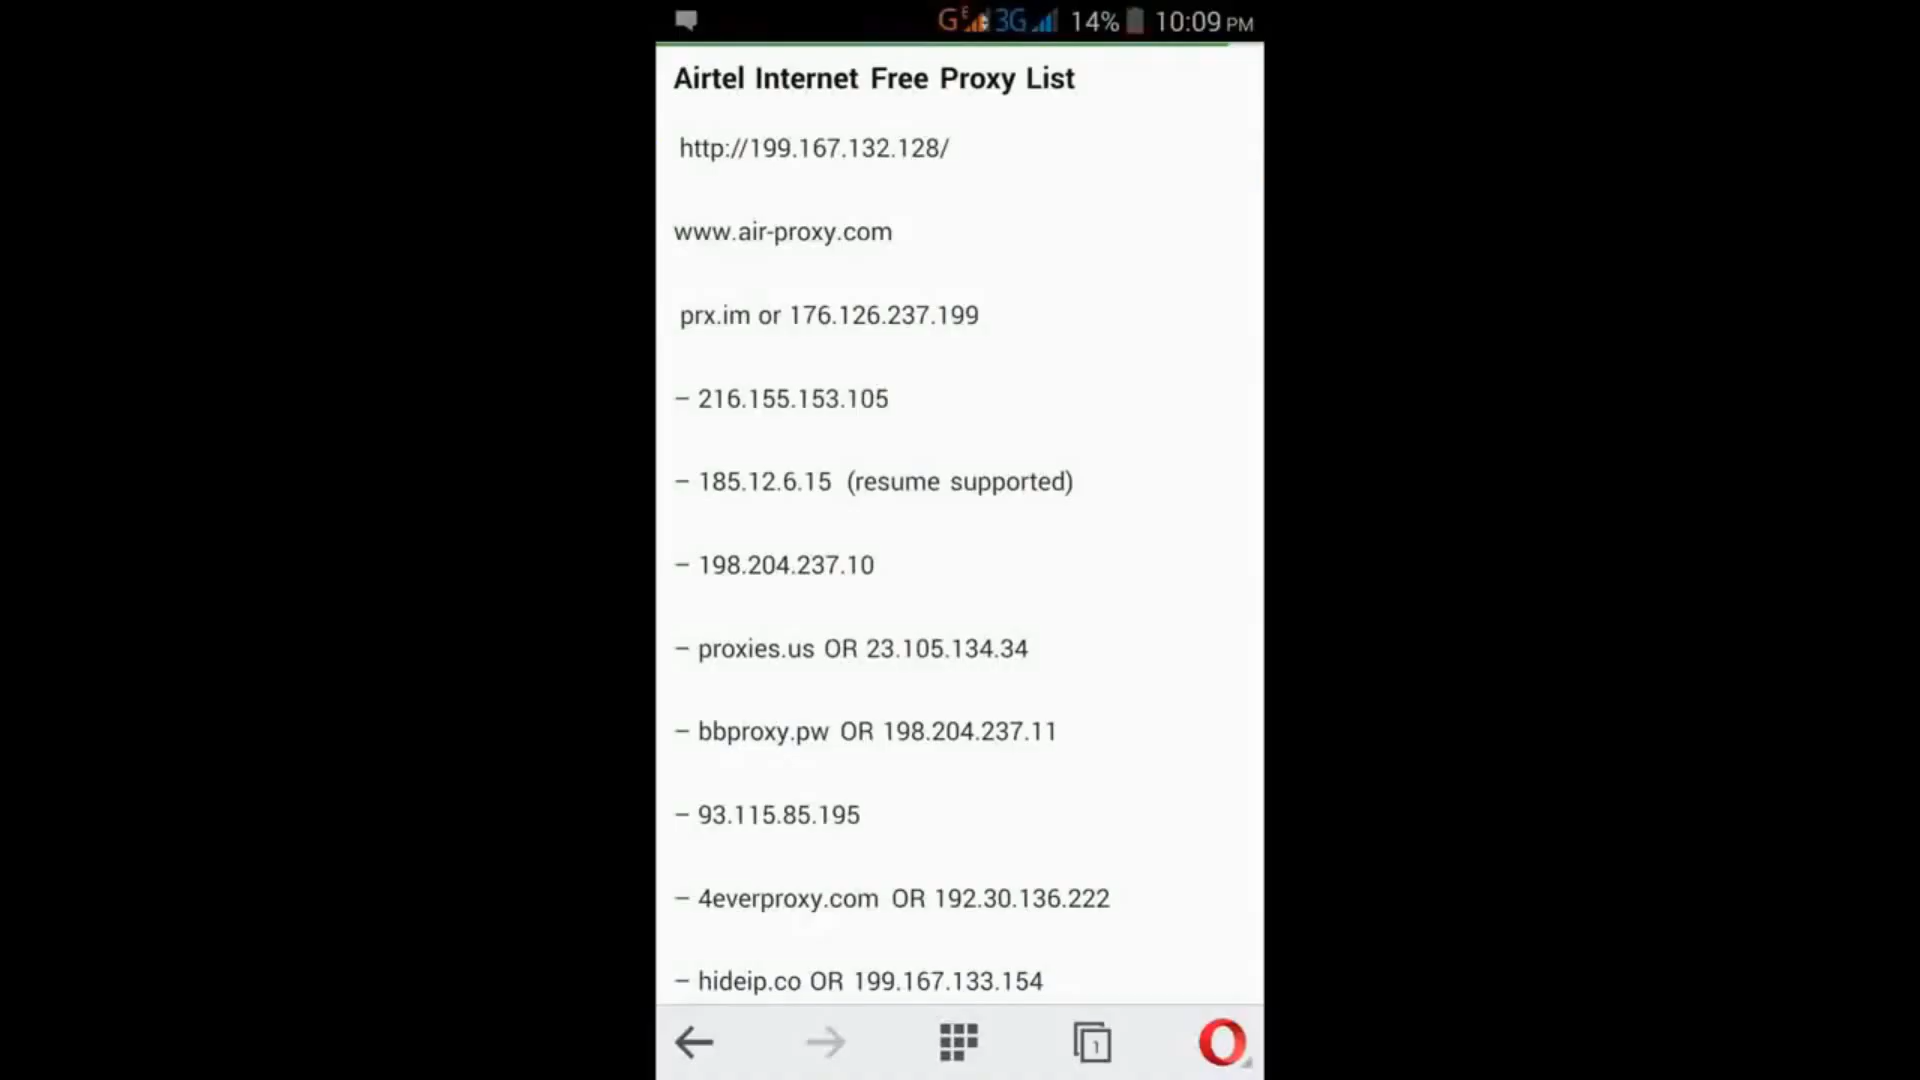 G E 3G 14% 10:09 PM
Airtel Internet Free Proxy List
http://199.167.132.128/
www.air-proxy.com
prx.im or 176.126.237.199
– 216.155.153.105
– 185.12.6.15 (resume supported)
– 198.204.237.10
– proxies.us OR 23.105.134.34
– bbproxy.pw OR 198.204.237.11
– 93.115.85.195
– 4everproxy.com OR 192.30.136.222
– hideip.co OR 199.167.133.154
1